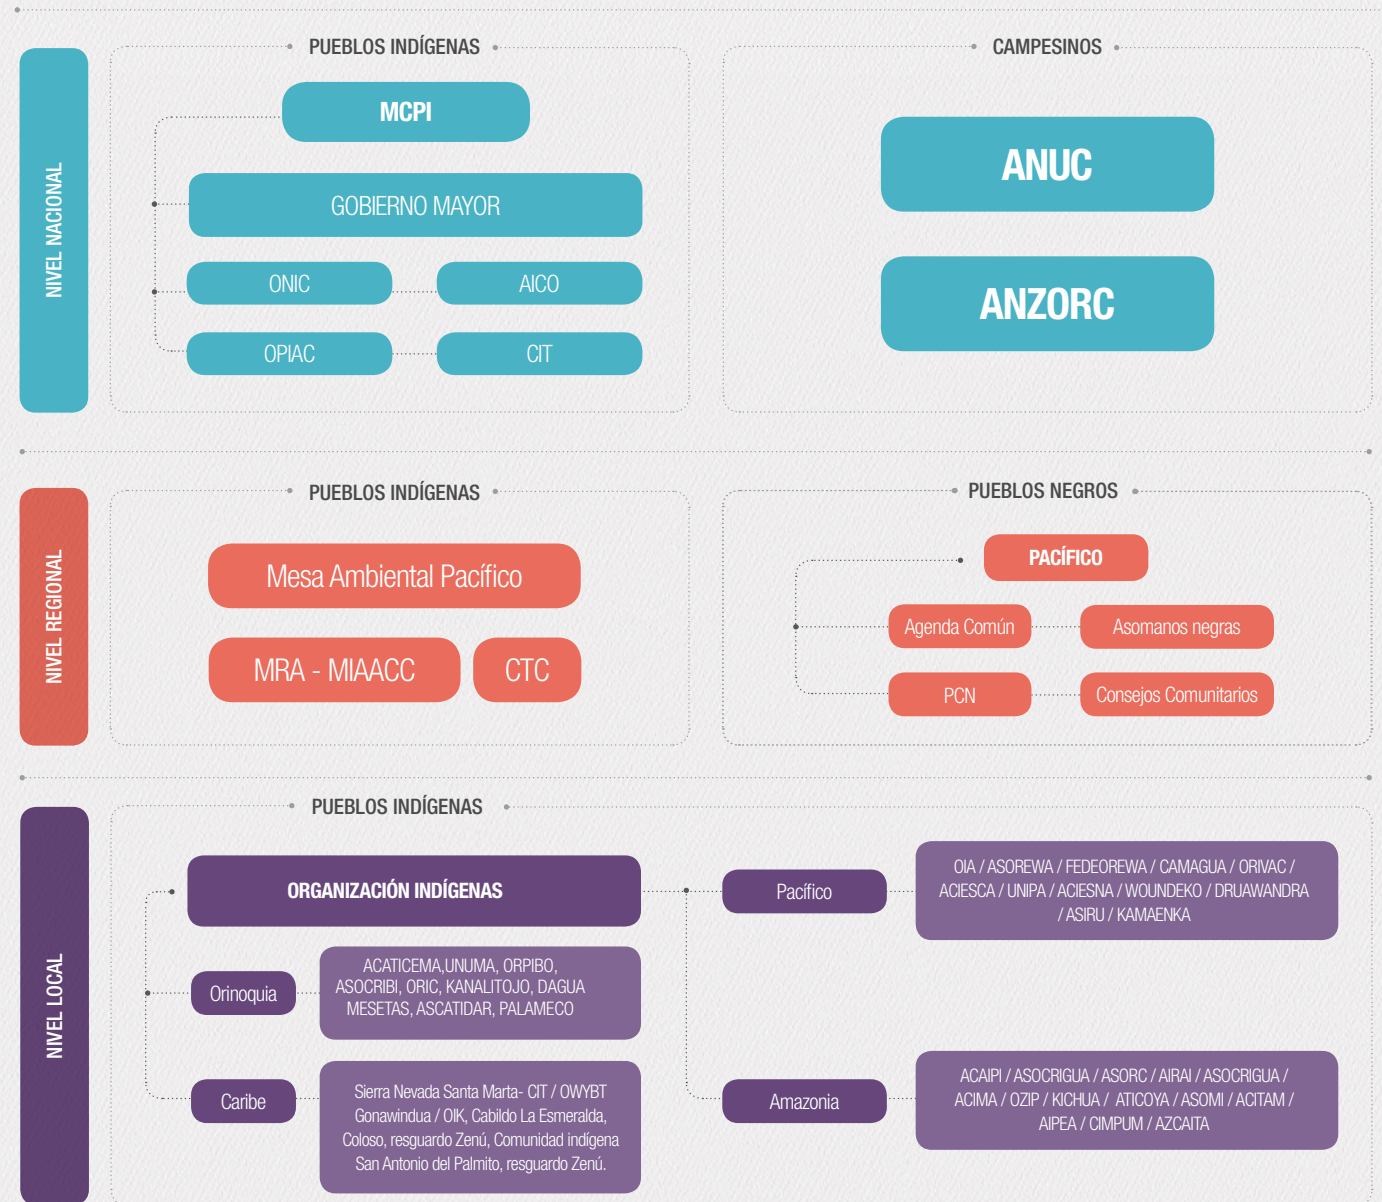 NIVEL NACIONAL
PUEBLOS INDÍGENAS
MCPI
GOBIERNO MAYOR
ONIC
AICO
OPIAC
CIT
CAMPESINOS
ANUC
ANZORC
NIVEL REGIONAL
PUEBLOS INDÍGENAS
Mesa Ambiental Pacífico
MRA - MIAACC
CTC
PUEBLOS NEGROS
PACÍFICO
Agenda Común
Asomanos negras
PCN
Consejos Comunitarios
NIVEL LOCAL
PUEBLOS INDÍGENAS
ORGANIZACIÓN INDÍGENAS
Orinoquia
ACATICEMA,UNUMA, ORPIBO,
ASOCRIBI, ORIC, KANALITOJO, DAGUA
MESETAS, ASCATIDAR, PALAMECO
Caribe
Sierra Nevada Santa Marta- CIT / OWYBT
Gonawindua / OIK, Cabildo La Esmeralda,
Coloso, resguardo Zenú, Comunidad indígena
San Antonio del Palmito, resguardo Zenú.
Pacífico
OIA / ASOREWA / FEDEOREWA / CAMAGUA / ORIVAC /
ACIESCA / UNIPA / ACIESNA / WOUNDEKO / DRUAWANDRA
/ ASIRU / KAMAENKA
Amazonia
ACAIPI / ASOCRIGUA / ASORC / AIRAI / ASOCRIGUA /
ACIMA / OZIP / KICHUA / ATICOYA / ASOMI / ACITAM /
AIPEA / CIMPUM / AZCAITA